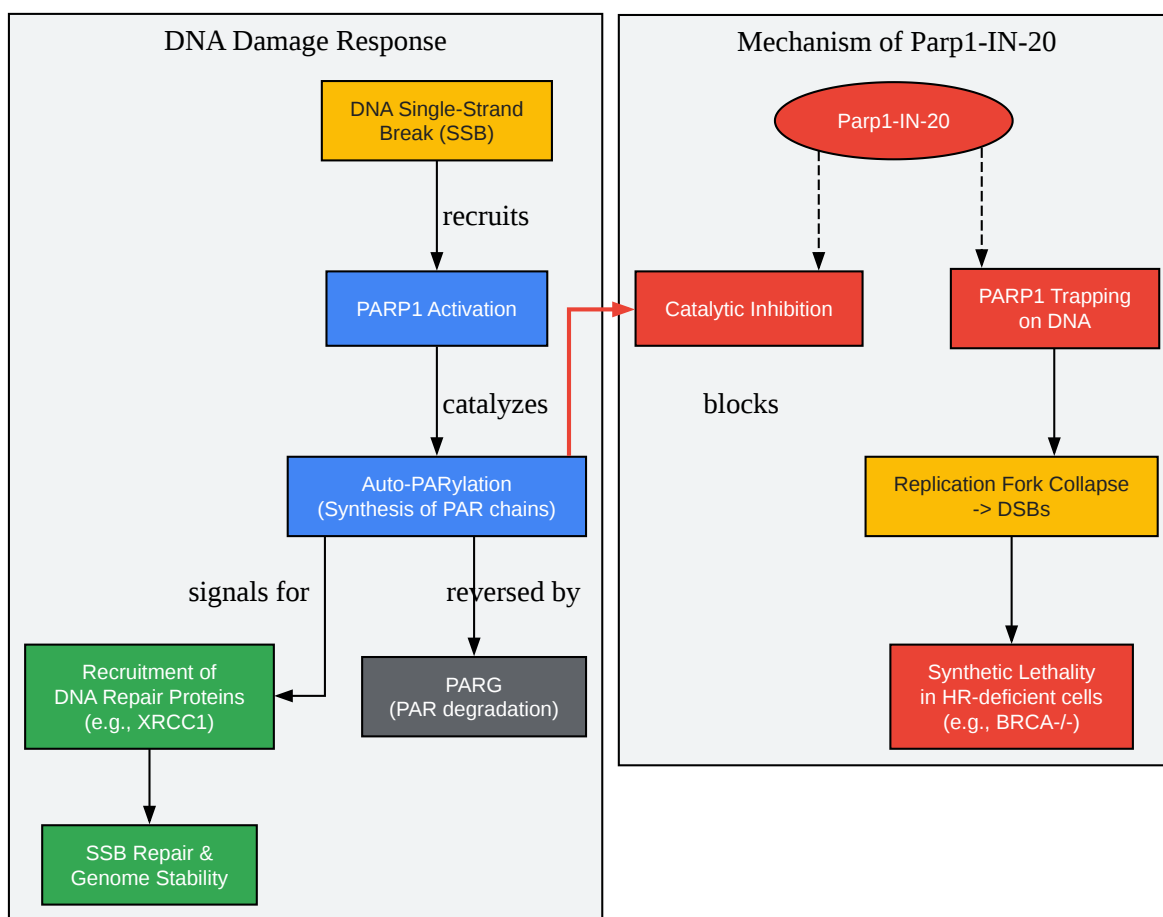 DNA Damage Response
DNA Single-Strand
Break (SSB)
recruits
PARP1 Activation
catalyzes
Auto-PARylation
(Synthesis of PAR chains)
signals for
reversed by
Recruitment of
DNA Repair Proteins
(e.g., XRCC1)
PARG
(PAR degradation)
SSB Repair &
Genome Stability
Mechanism of Parp1-IN-20
Parp1-IN-20
Catalytic Inhibition
PARP1 Trapping
on DNA
blocks
Replication Fork Collapse
-> DSBs
Synthetic Lethality
in HR-deficient cells
(e.g., BRCA-/-)